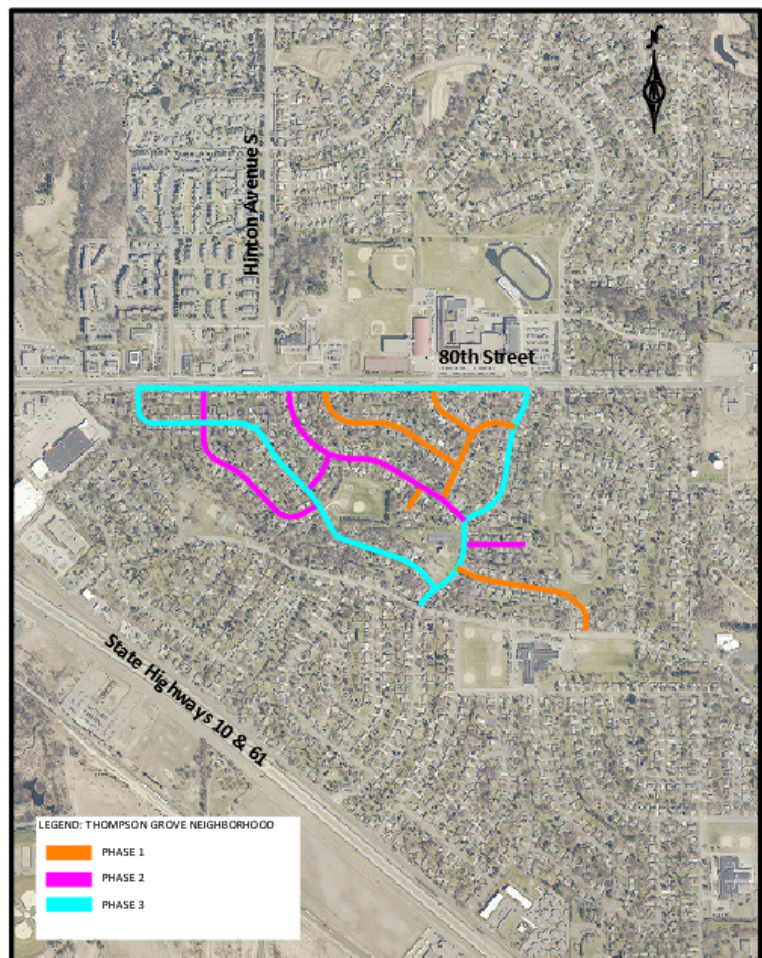 N
Hinton Avenue S
80th Street
State Highways 10 & 61
LEGEND: THOMPSON GROVE NEIGHBORHOOD
PHASE 1
PHASE 2
PHASE 3